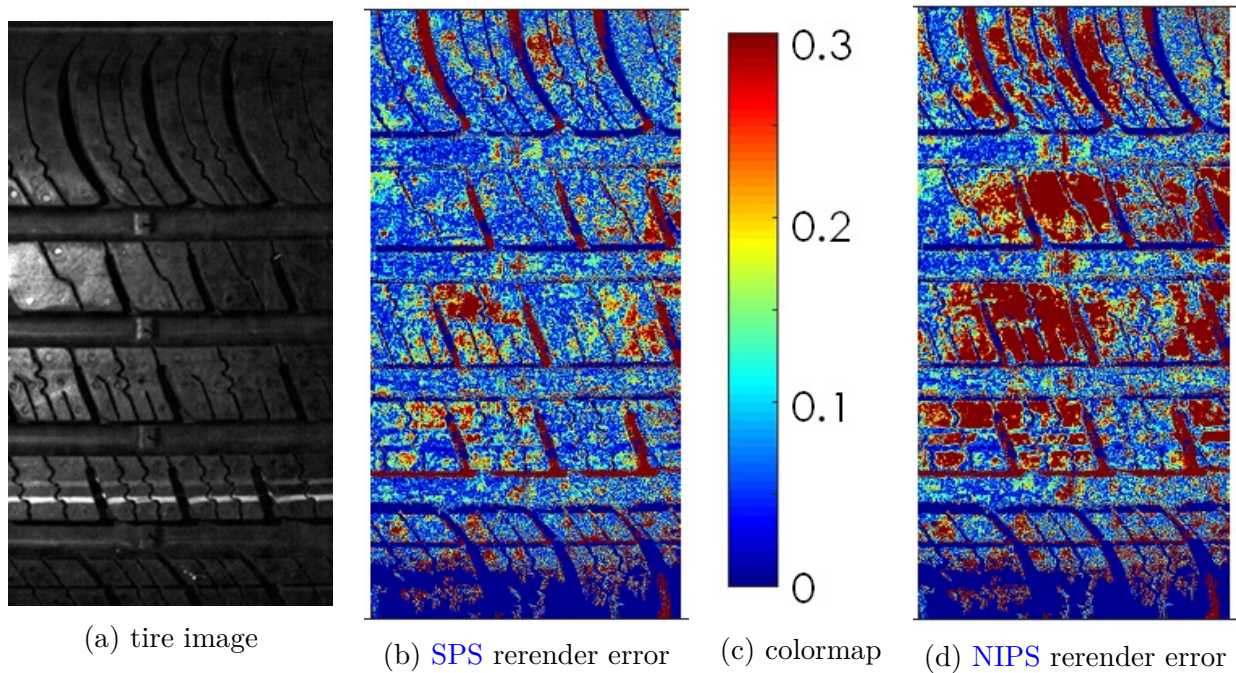 0.3
0.2
0.1
0
(a) tire image
(b) SPS rerender error
(c) colormap
(d) NIPS rerender error